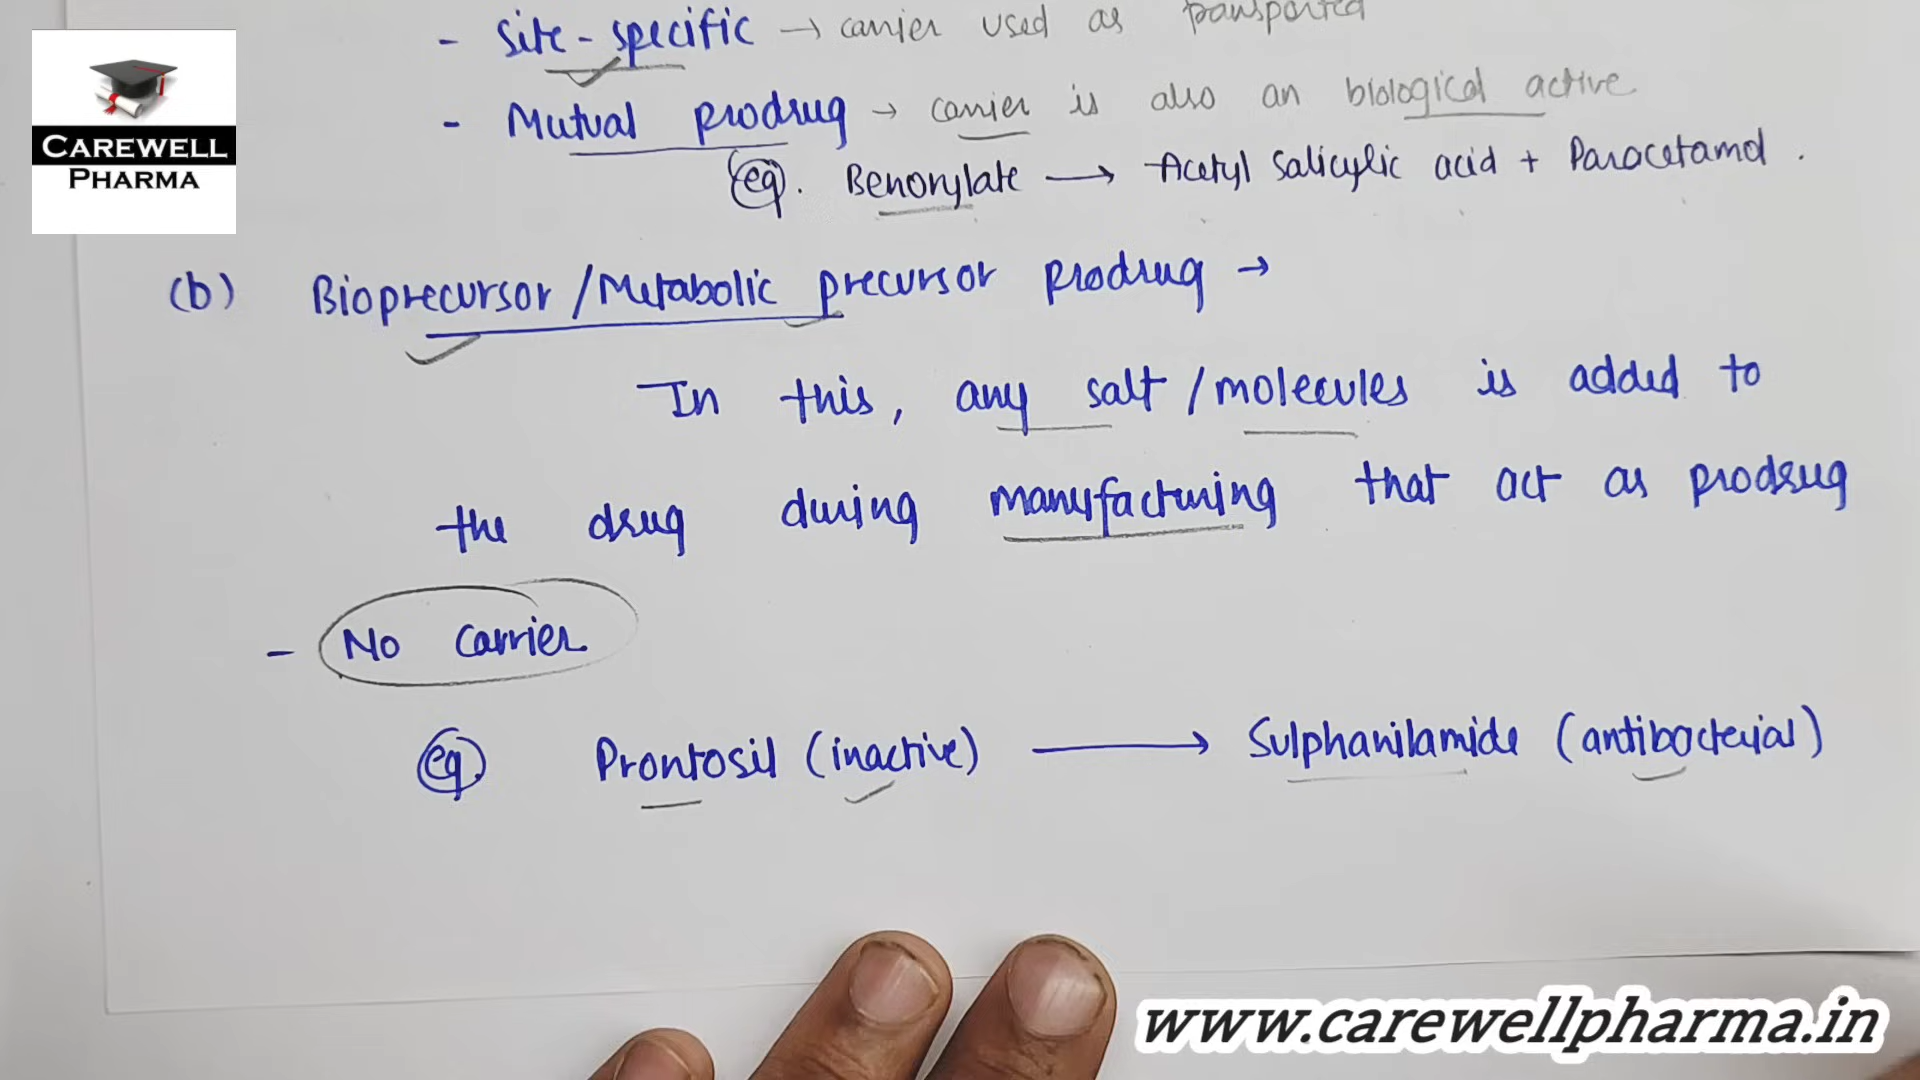 - Site-specific → carrier used as transported
CAREWELL
PHARMA
- Mutual prodrug → carrier is also an biological active
eg. Benorylate → Acetyl Salicylic acid + Paracetamol.
(b) Bioprecursor/Metabolic precursor prodrug →
In this, any salt/molecules is added to
the drug during manufacturing that act as prodrug
- No carrier
eg. Prontosil (inactive) → Sulphanilamide (antibacterial)
www.carewellpharma.in